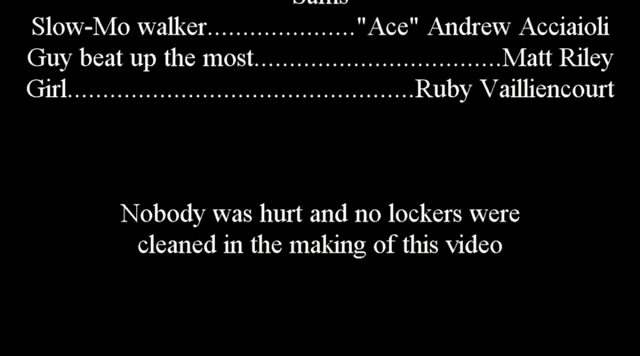 Slow-Mo walker......................"Ace" Andrew Acciaioli
Guy beat up the most.................................Matt Riley
Girl..............................................Ruby Vailliencourt
Nobody was hurt and no lockers were
cleaned in the making of this video